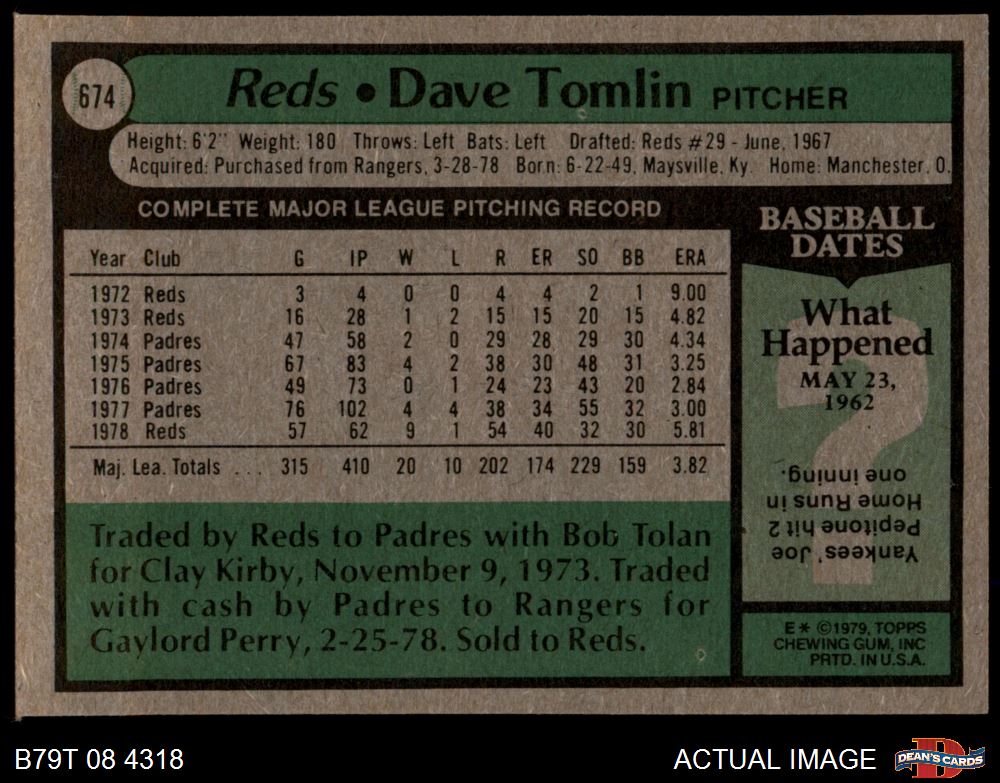 674
Reds • Dave Tomlin PITCHER
Height: 6'2" Weight: 180 Throws: Left Bats: Left Drafted: Reds #29 - June, 1967
Acquired: Purchased from Rangers, 3-28-78 Born: 6-22-49, Maysville, Ky. Home: Manchester, O.
COMPLETE MAJOR LEAGUE PITCHING RECORD
Year Club G IP W L R ER SO BB ERA
1972 Reds 3 4 0 0 4 4 2 1 9.00
1973 Reds 16 28 1 2 15 15 20 15 4.82
1974 Padres 47 58 2 0 29 28 29 30 4.34
1975 Padres 67 83 4 2 38 30 48 31 3.25
1976 Padres 49 73 0 1 24 23 43 20 2.84
1977 Padres 76 102 4 4 38 34 55 32 3.00
1978 Reds 57 62 9 1 54 40 32 30 5.81
Maj. Lea. Totals ... 315 410 20 10 202 174 229 159 3.82
Traded by Reds to Padres with Bob Tolan
for Clay Kirby, November 9, 1973. Traded
with cash by Padres to Rangers for
Gaylord Perry, 2-25-78. Sold to Reds.
BASEBALL
DATES
What
Happened
MAY 23,
1962
Yankees' Joe
Pepitone hit 2
Home Runs in
one inning.
E* ©1979, TOPPS
CHEWING GUM, INC
PRTD. IN U.S.A.
B79T 08 4318
ACTUAL IMAGE
D
DEAN'S CARDS